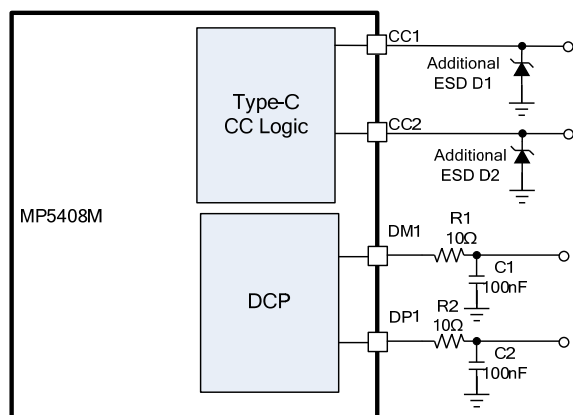 CC1
Additional
ESD D1
Type-C
CC Logic
CC2
Additional
ESD D2
MP5408M
DM1
R1
10Ω
C1
100nF
DCP
DP1
R2
10Ω
C2
100nF